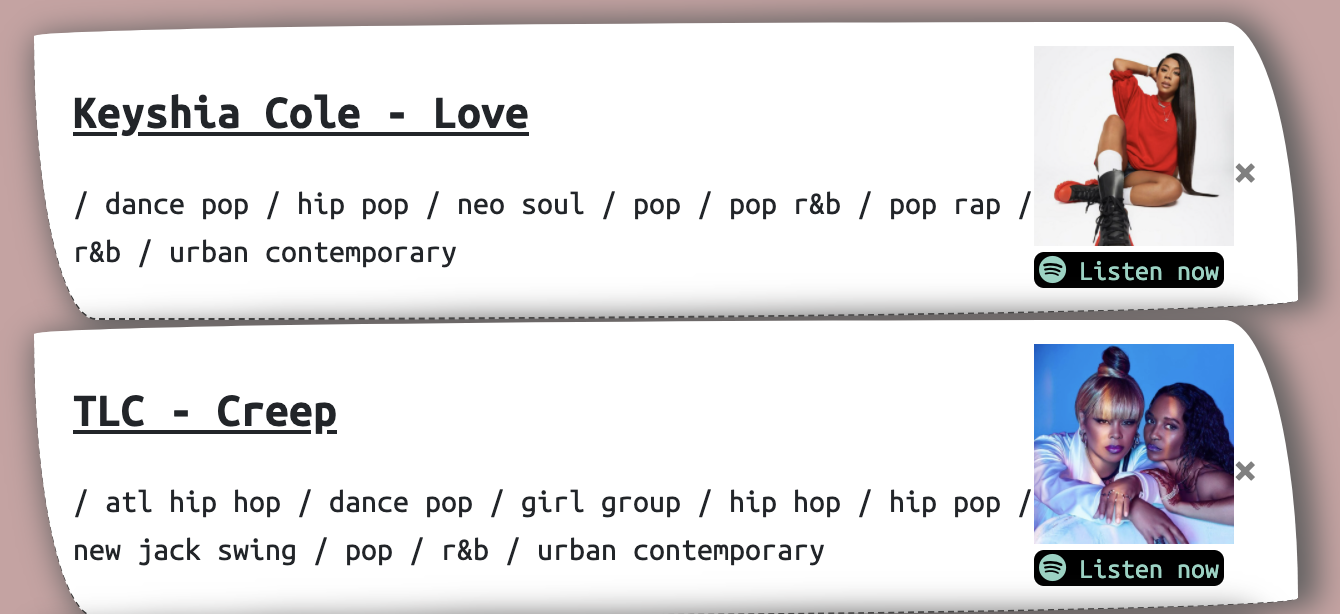 Keyshia Cole - Love
/ dance pop / hip pop / neo soul / pop / pop r&b / pop rap /
r&b / urban contemporary
Listen now
TLC - Creep
/ atl hip hop / dance pop / girl group / hip hop / hip pop /
new jack swing / pop / r&b / urban contemporary
Listen now